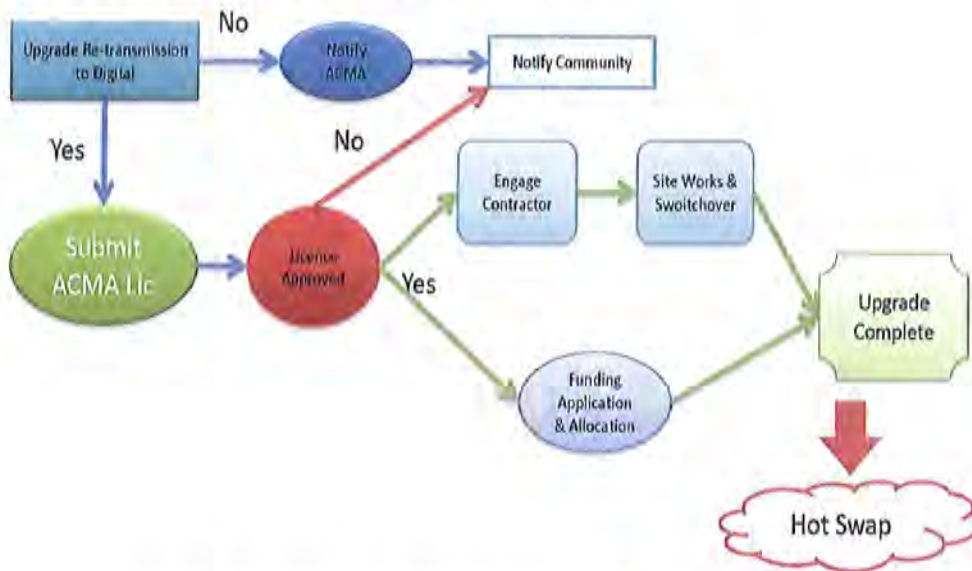 No
Upgrade Re-transmission
to Digital
Notify
ACMA
Notify Community
Yes
No
Engage
Contractor
Site Works &
Swoitchover
Submit
ACMA Lic
License
Approved
Yes
Upgrade
Complete
Funding
Application
& Allocation
Hot Swap